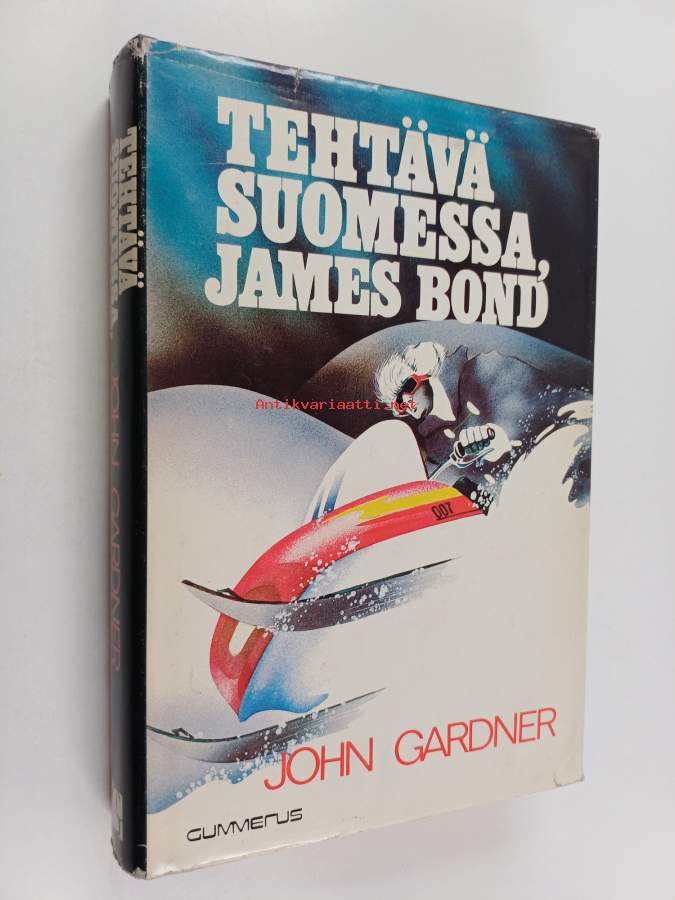 TEHTÄVÄ
SUOMESSA,
JAMES BOND
Antikvariaatti.net
007
JOHN GARDNER
GUMMERUS
TEHTÄVÄ
SUOMESSA,
JOHN GARDNER